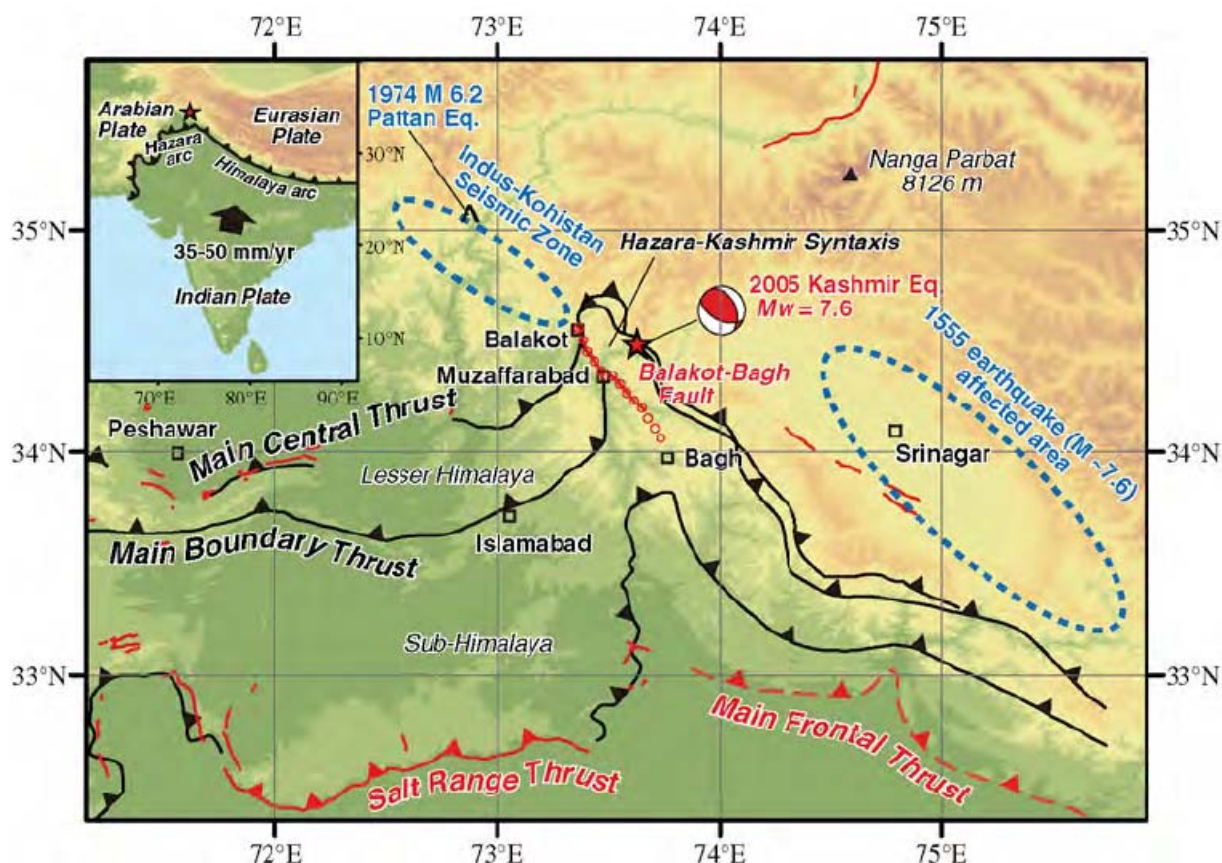 72°E 73°E 74°E 75°E
Arabian
Plate
Eurasian
Plate
Hazara
arc
Himalaya arc
30°N
20°N
10°N
35-50 mm/yr
Indian Plate
70°E 80°E 90°E
1974 M 6.2
Pattan Eq.
Indus-Kohistan
Seismic Zone
Nanga Parbat
8126 m
35°N
35°N
Hazara-Kashmir Syntaxis
2005 Kashmir Eq.
Mw = 7.6
Balakot
Muzaffarabad
Balakot-Bagh
Fault
1555 earthquake (M ~7.6)
affected area
Peshawar
Main Central Thrust
Srinagar
34°N
34°N
Lesser Himalaya
Bagh
Islamabad
Main Boundary Thrust
Sub-Himalaya
33°N
33°N
Main Frontal Thrust
Salt Range Thrust
72°E 73°E 74°E 75°E